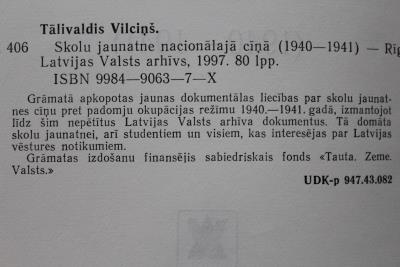 Tālivaldis Vilciņš.
406 Skolu jaunatne nacionālajā cīņā (1940—1941) — Rīg
Latvijas Valsts arhīvs, 1997. 80 lpp.
ISBN 9984—9063—7—X
Grāmatā apkopotas jaunas dokumentālas liecības par skolu jaunat-
nes cīņu pret padomju okupācijas režīmu 1940.—1941. gadā, izmantojot
līdz šim nepētītus Latvijas Valsts arhīva dokumentus. Tā domāta
skolu jaunatnei, arī studentiem un visiem, kas interesējas par Latvijas
vēstures notikumiem.
Grāmatas izdošanu finansējis sabiedriskais fonds «Tauta. Zeme.
Valsts.»
UDK-p 947.43.082